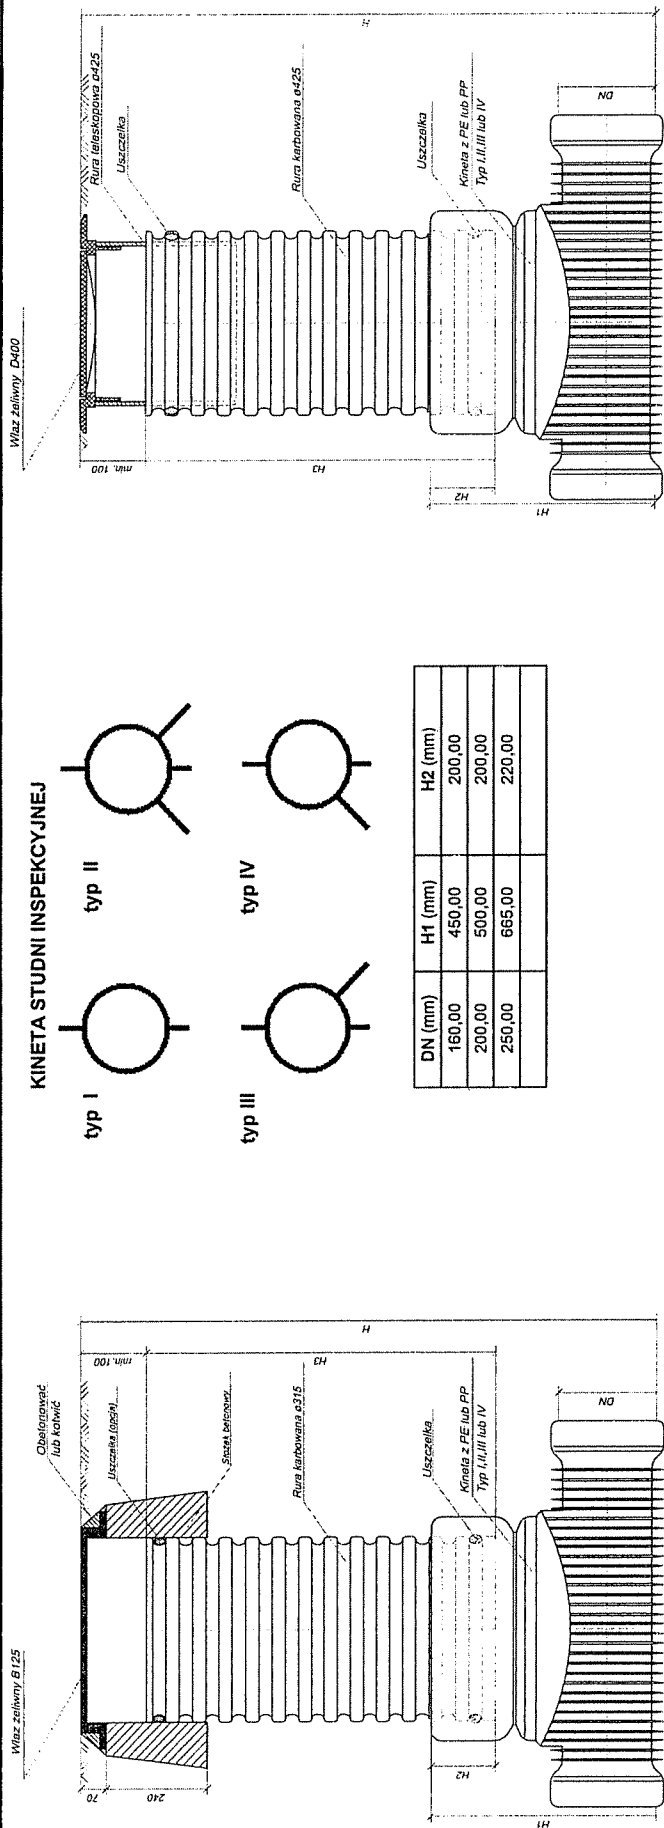 Właz żeliwny B125
Obetonować
lub kotwić
Uszczelka (opcja)
Stożek betonowy
Rura karbowana ø315
Uszczelka
Kineta z PE lub PP
Typ I,II,III lub IV
70
240
min. 100
H
H3
H2
H1
DN
KINETA STUDNI INSPEKCYJNEJ
typ I
typ II
typ III
typ IV
DN (mm) H1 (mm) H2 (mm)
160,00 450,00 200,00
200,00 500,00 200,00
250,00 665,00 220,00
Właz żeliwny D400
Rura teleskopowa ø425
Uszczelka
Rura karbowana ø425
Uszczelka
Kineta z PE lub PP
Typ I,II,III lub IV
min. 100
H
H3
H2
H1
DN